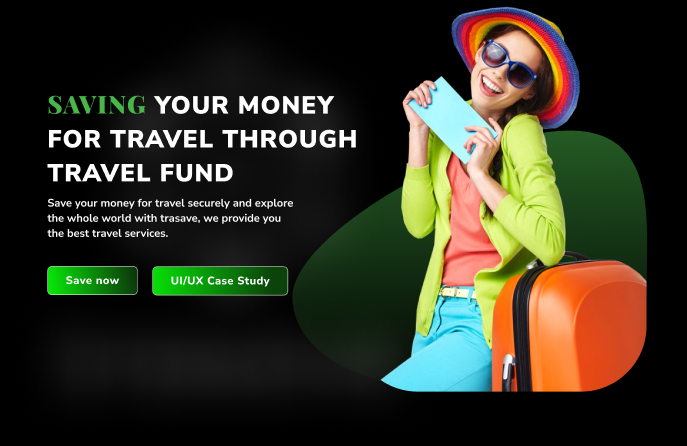 SAVING YOUR MONEY
FOR TRAVEL THROUGH
TRAVEL FUND
Save your money for travel securely and explore
the whole world with trasave, we provide you
the best travel services.
Save now
UI/UX Case Study